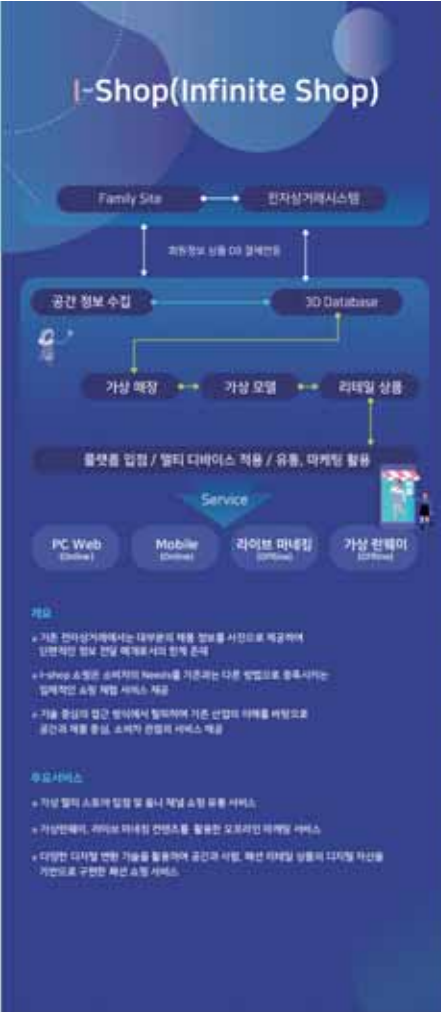 I-Shop(Infinite Shop)
Family Site
전자상거래시스템
회원정보 상품 DB 결제연동
공간 정보 수집
3D Database
가상 매장
가상 모델
리테일 상품
플랫폼 입점 / 멀티 디바이스 적용 / 유통, 마케팅 활용
Service
PC Web
(Online)
Mobile
(Online)
라이브 마네킹
(Offline)
가상 런웨이
(Offline)
개요
기존 전자상거래에서는 대부분의 제품 정보를 사진으로 제공하여
단편적인 정보 전달 매개로서의 한계 존재
I-shop 쇼핑은 소비자의 Needs를 기존과는 다른 방법으로 충족시키는
입체적인 쇼핑 체험 서비스 제공
기술 중심의 접근 방식에서 탈피하여 기존 산업의 이해를 바탕으로
공간과 제품 중심, 소비자 관점의 서비스 제공
주요서비스
가상 멀티 스토어 입점 및 옴니 채널 쇼핑 유통 서비스
가상런웨이, 라이브 마네킹 컨텐츠를 활용한 오프라인 마케팅 서비스
다양한 디지털 변환 기술을 활용하여 공간과 사람, 패션 리테일 상품의 디지털 자산을
기반으로 구현한 패션 쇼핑 서비스